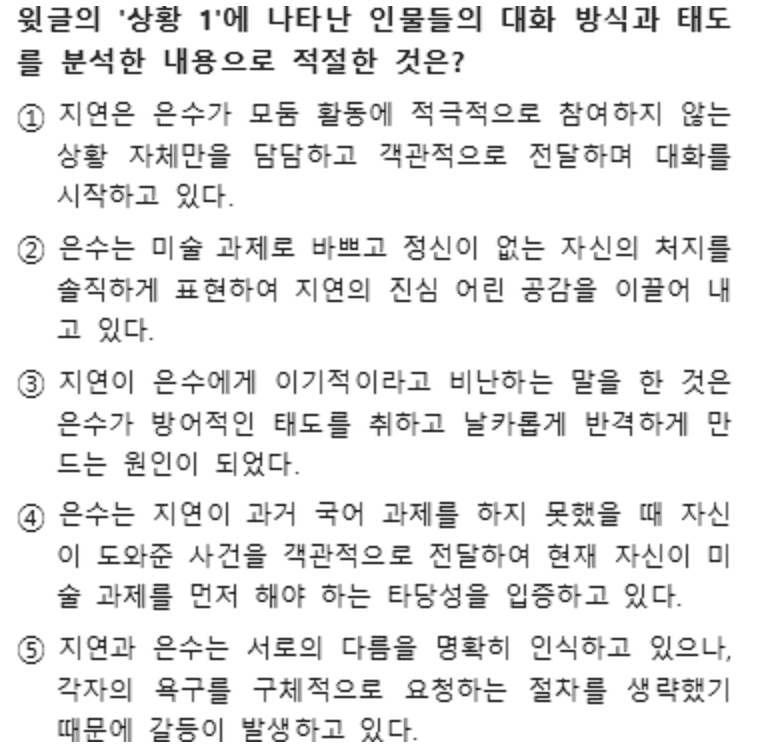 윗글의 '상황 1'에 나타난 인물들의 대화 방식과 태도
를 분석한 내용으로 적절한 것은?
① 지연은 은수가 모둠 활동에 적극적으로 참여하지 않는
상황 자체만을 담담하고 객관적으로 전달하며 대화를
시작하고 있다.
② 은수는 미술 과제로 바쁘고 정신이 없는 자신의 처지를
솔직하게 표현하여 지연의 진심 어린 공감을 이끌어 내
고 있다.
③ 지연이 은수에게 이기적이라고 비난하는 말을 한 것은
은수가 방어적인 태도를 취하고 날카롭게 반격하게 만
드는 원인이 되었다.
④ 은수는 지연이 과거 국어 과제를 하지 못했을 때 자신
이 도와준 사건을 객관적으로 전달하여 현재 자신이 미
술 과제를 먼저 해야 하는 타당성을 입증하고 있다.
⑤ 지연과 은수는 서로의 다름을 명확히 인식하고 있으나,
각자의 욕구를 구체적으로 요청하는 절차를 생략했기
때문에 갈등이 발생하고 있다.